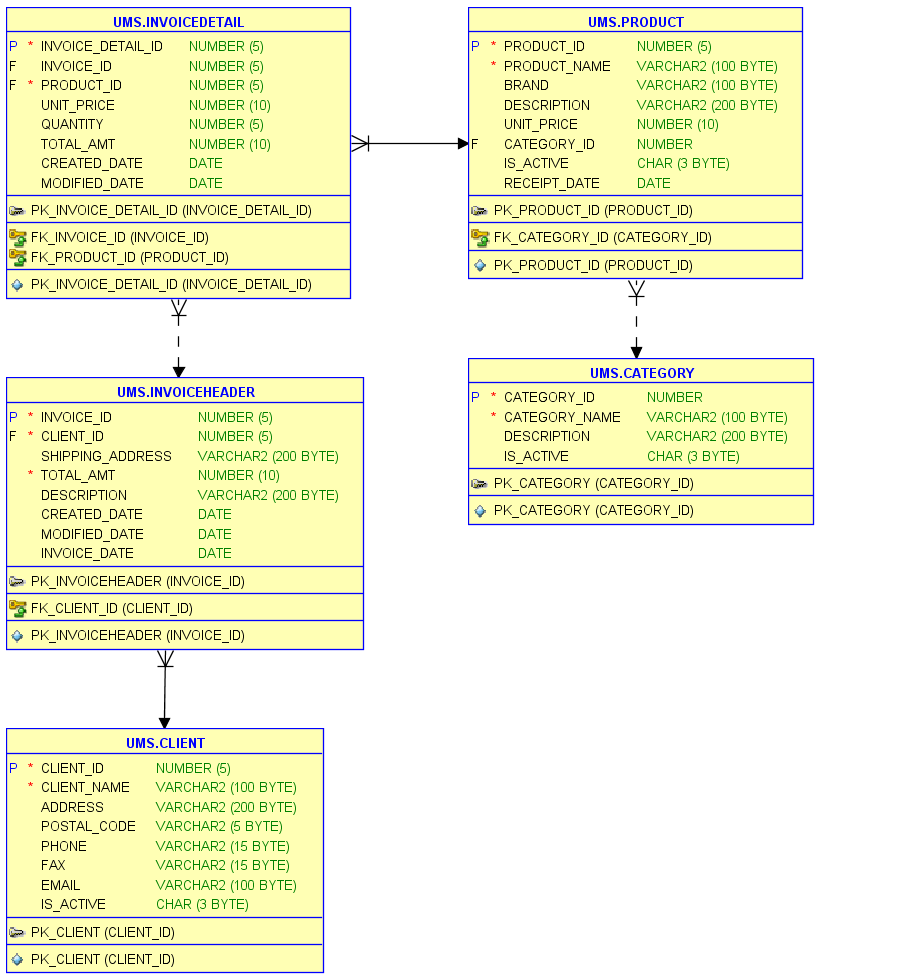 UMS.INVOICEDETAIL
P * INVOICE_DETAIL_ID NUMBER (5)
F INVOICE_ID NUMBER (5)
F * PRODUCT_ID NUMBER (5)
UNIT_PRICE NUMBER (10)
QUANTITY NUMBER (5)
TOTAL_AMT NUMBER (10)
CREATED_DATE DATE
MODIFIED_DATE DATE
PK_INVOICE_DETAIL_ID (INVOICE_DETAIL_ID)
FK_INVOICE_ID (INVOICE_ID)
FK_PRODUCT_ID (PRODUCT_ID)
PK_INVOICE_DETAIL_ID (INVOICE_DETAIL_ID)
UMS.PRODUCT
P * PRODUCT_ID NUMBER (5)
* PRODUCT_NAME VARCHAR2 (100 BYTE)
BRAND VARCHAR2 (100 BYTE)
DESCRIPTION VARCHAR2 (200 BYTE)
UNIT_PRICE NUMBER (10)
F CATEGORY_ID NUMBER
IS_ACTIVE CHAR (3 BYTE)
RECEIPT_DATE DATE
PK_PRODUCT_ID (PRODUCT_ID)
FK_CATEGORY_ID (CATEGORY_ID)
PK_PRODUCT_ID (PRODUCT_ID)
UMS.INVOICEHEADER
P * INVOICE_ID NUMBER (5)
F * CLIENT_ID NUMBER (5)
SHIPPING_ADDRESS VARCHAR2 (200 BYTE)
* TOTAL_AMT NUMBER (10)
DESCRIPTION VARCHAR2 (200 BYTE)
CREATED_DATE DATE
MODIFIED_DATE DATE
INVOICE_DATE DATE
PK_INVOICEHEADER (INVOICE_ID)
FK_CLIENT_ID (CLIENT_ID)
PK_INVOICEHEADER (INVOICE_ID)
UMS.CATEGORY
P * CATEGORY_ID NUMBER
* CATEGORY_NAME VARCHAR2 (100 BYTE)
DESCRIPTION VARCHAR2 (200 BYTE)
IS_ACTIVE CHAR (3 BYTE)
PK_CATEGORY (CATEGORY_ID)
PK_CATEGORY (CATEGORY_ID)
UMS.CLIENT
P * CLIENT_ID NUMBER (5)
* CLIENT_NAME VARCHAR2 (100 BYTE)
ADDRESS VARCHAR2 (200 BYTE)
POSTAL_CODE VARCHAR2 (5 BYTE)
PHONE VARCHAR2 (15 BYTE)
FAX VARCHAR2 (15 BYTE)
EMAIL VARCHAR2 (100 BYTE)
IS_ACTIVE CHAR (3 BYTE)
PK_CLIENT (CLIENT_ID)
PK_CLIENT (CLIENT_ID)